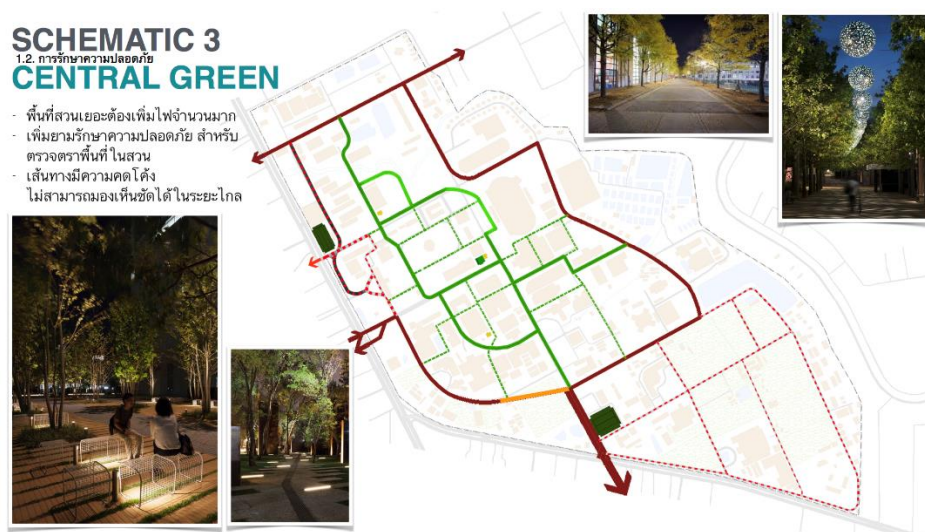 SCHEMATIC 3
1.2. การรักษาความปลอดภัย
CENTRAL GREEN
- พื้นที่สวนเยอะต้องเพิ่มไฟจำนวนมาก
- เพิ่มยามรักษาความปลอดภัย สำหรับ
ตรวจตราพื้นที่ ในสวน
- เส้นทางมีความคดโค้ง
ไม่สามารถมองเห็นชัดได้ ในระยะไกล